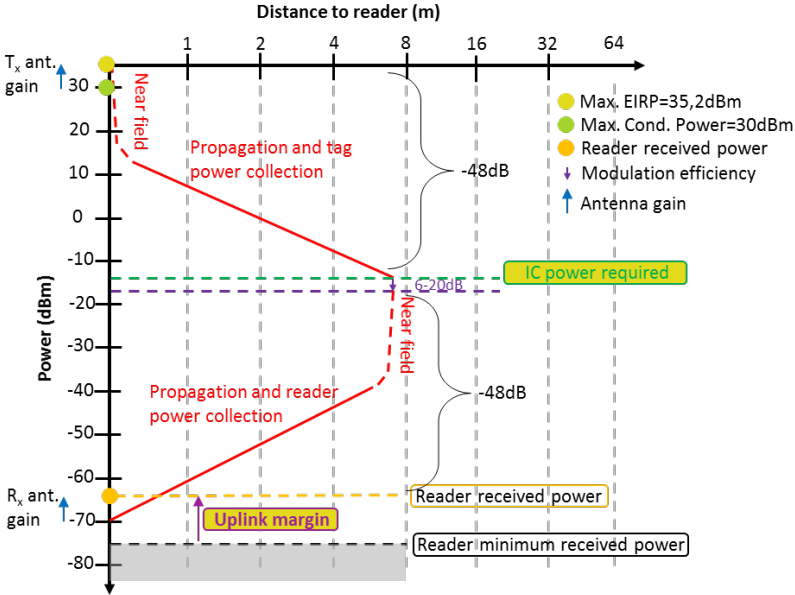 Distance to reader (m)
1 2 4 8 16 32 64
Tx ant.
gain
30
20
10
0
-10
-20
-30
-40
-50
-60
-70
-80
Power (dBm)
Near field
Propagation and tag
power collection
-48dB
Max. EIRP=35,2dBm
Max. Cond. Power=30dBm
Reader received power
Modulation efficiency
Antenna gain
IC power required
6-20dB
Near field
Propagation and reader
power collection
-48dB
Rx ant.
gain
Reader received power
Uplink margin
Reader minimum received power